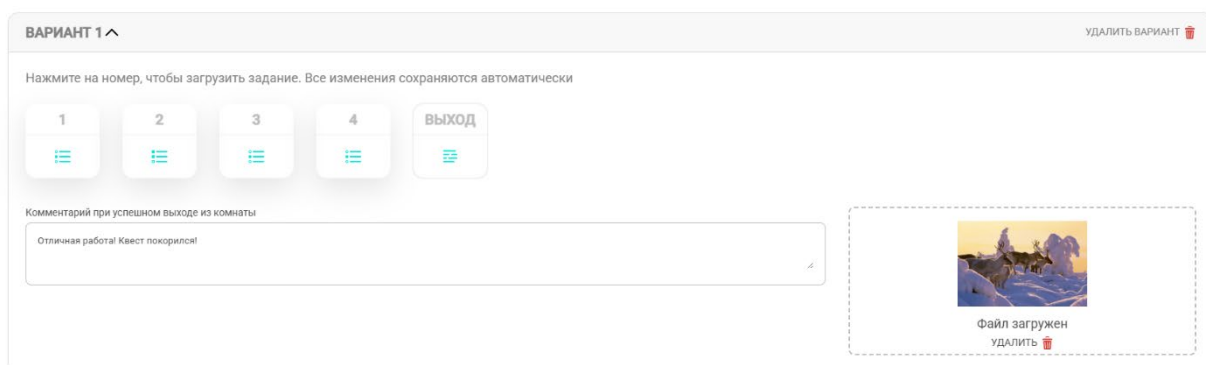 ВАРИАНТ 1
УДАЛИТЬ ВАРИАНТ
Нажмите на номер, чтобы загрузить задание. Все изменения сохраняются автоматически
1 2 3 4 ВЫХОД
Комментарий при успешном выходе из комнаты
Отличная работа! Квест покорился!
Файл загружен
УДАЛИТЬ